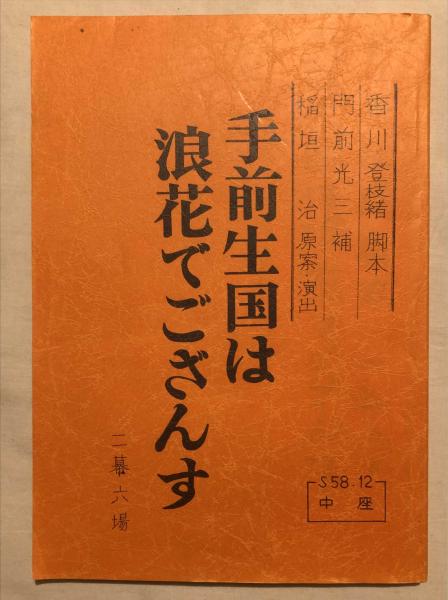 香川 登枝緒 脚本
門前 光三 補
稲垣 治 原案・演出
手前生国は
浪花でござんす
二幕六場
S58.12
中座